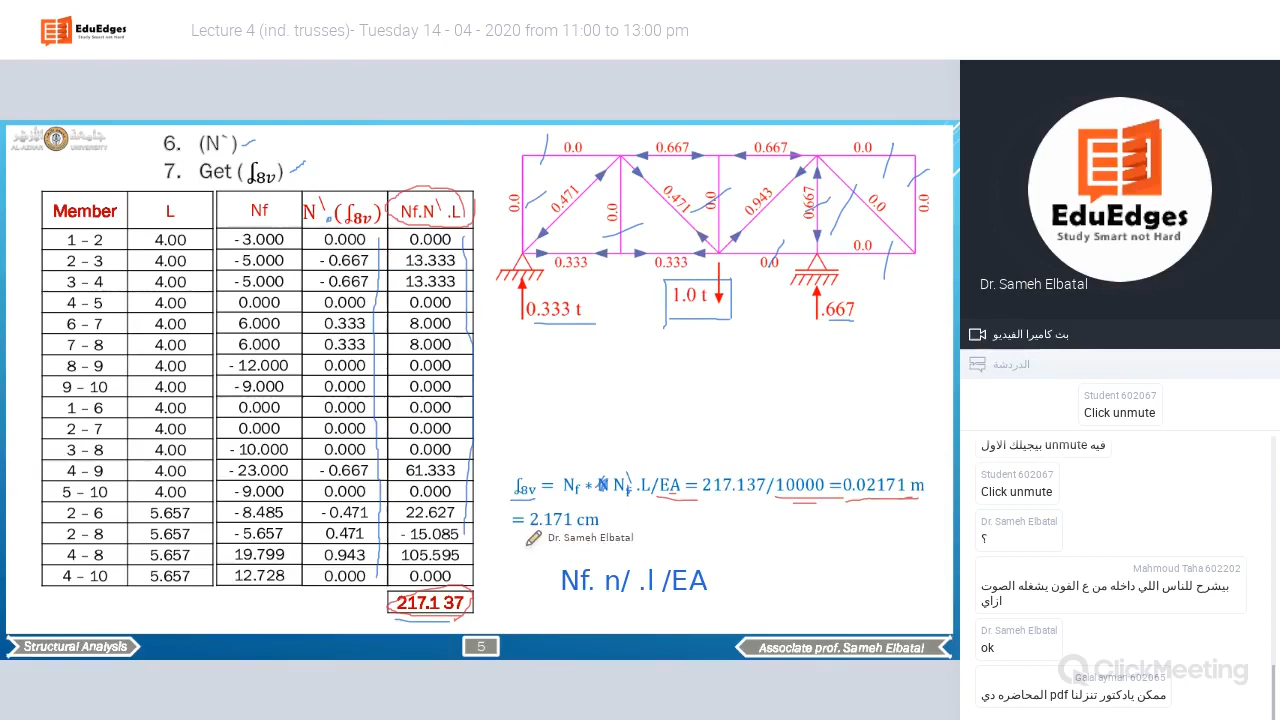 EduEdges
Study Smart not Hard
Lecture 4 (ind. trusses)- Tuesday 14 - 04 - 2020 from 11:00 to 13:00 pm
جامعة الأزهر
AL-AZHAR UNIVERSITY
6. (N`)
7. Get (∫8v)
Member L Nf N\ (∫8v) Nf.N\ .L
1 – 2 4.00 - 3.000 0.000 0.000
2 – 3 4.00 - 5.000 - 0.667 13.333
3 – 4 4.00 - 5.000 - 0.667 13.333
4 – 5 4.00 0.000 0.000 0.000
6 – 7 4.00 6.000 0.333 8.000
7 – 8 4.00 6.000 0.333 8.000
8 – 9 4.00 - 12.000 0.000 0.000
9 – 10 4.00 - 9.000 0.000 0.000
1 – 6 4.00 0.000 0.000 0.000
2 – 7 4.00 0.000 0.000 0.000
3 – 8 4.00 - 10.000 0.000 0.000
4 – 9 4.00 - 23.000 - 0.667 61.333
5 – 10 4.00 - 9.000 0.000 0.000
2 – 6 5.657 - 8.485 - 0.471 22.627
2 – 8 5.657 - 5.657 0.471 - 15.085
4 – 8 5.657 19.799 0.943 105.595
4 – 10 5.657 12.728 0.000 0.000
217.1 37
0.0 0.667 0.667 0.0
0.0 0.471 0.0 0.471 0.0 0.943 0.667 0.0 0.0
0.333 0.333 0.0 0.0
1.0 t
0.333 t .667
∫8v = Nf ∗ N N\ .L/EA = 217.137/10000 =0.02171 m
= 2.171 cm
Dr. Sameh Elbatal
Nf. n/ .l /EA
Structural Analysis
5
Associate prof. Sameh Elbatal
EduEdges
Study Smart not Hard
Dr. Sameh Elbatal
بث كاميرا الفيديو
الدردشة
Student 602067
Click unmute
فيه unmute بيجيلك الاول
Student 602067
Click unmute
Dr. Sameh Elbatal
؟
Mahmoud Taha 602202
بيشرح للناس اللي داخله من ع الفون يشغله الصوت
ازاي
Dr. Sameh Elbatal
ok
ClickMeeting
Galal ayman 602065
ممكن يادكتور تنزلنا pdf المحاضره دي